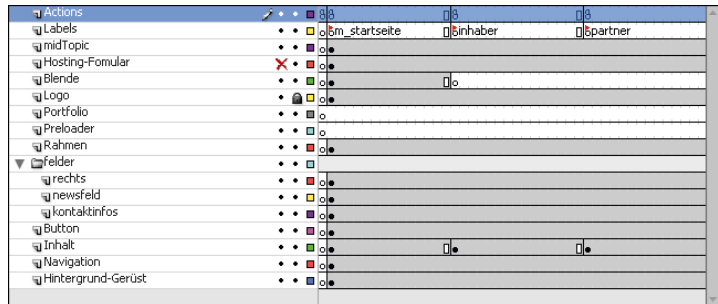 Actions
Labels m_startseite inhaber partner
midTopic
Hosting-Fomular
Blende
Logo
Portfolio
Preloader
Rahmen
felder
rechts
newsfeld
kontaktinfos
Button
Inhalt
Navigation
Hintergrund-Gerüst